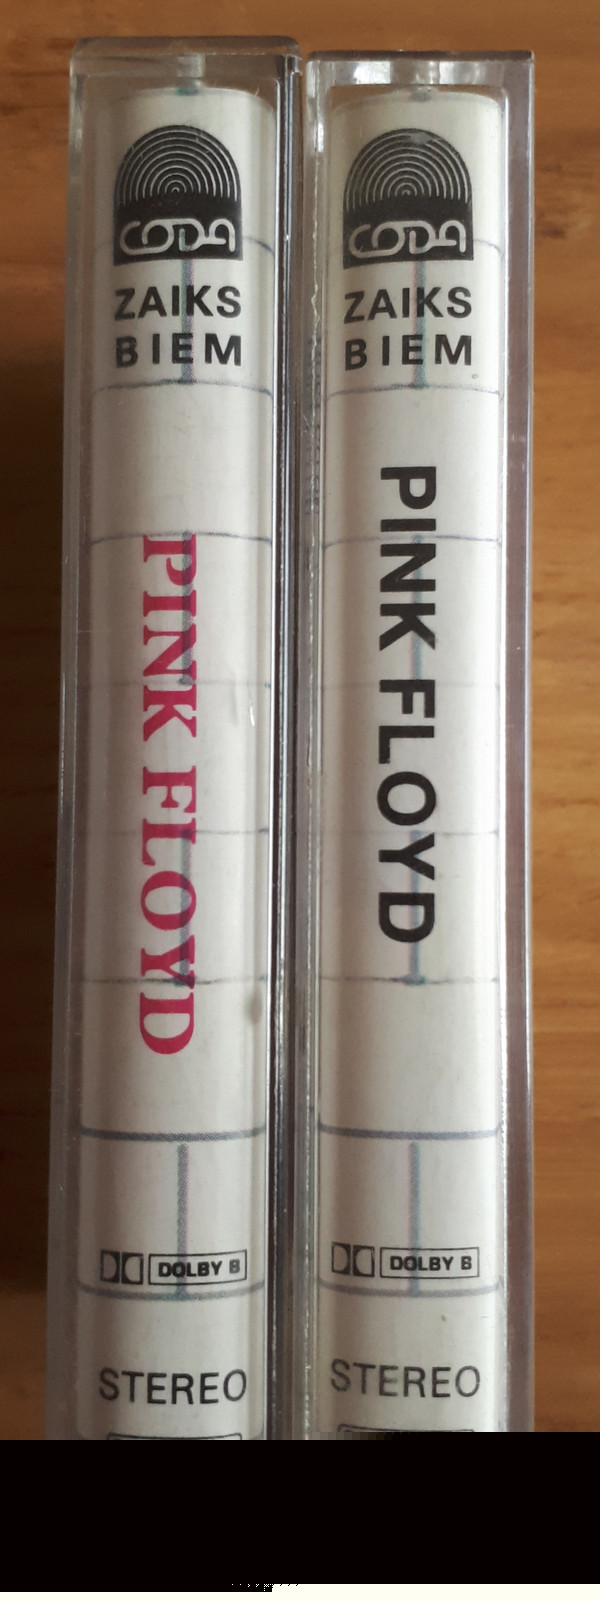 CODA
ZAIKS
BIEM
PINK FLOYD
DOLBY B
STEREO
CODA
ZAIKS
BIEM
PINK FLOYD
DOLBY B
STEREO